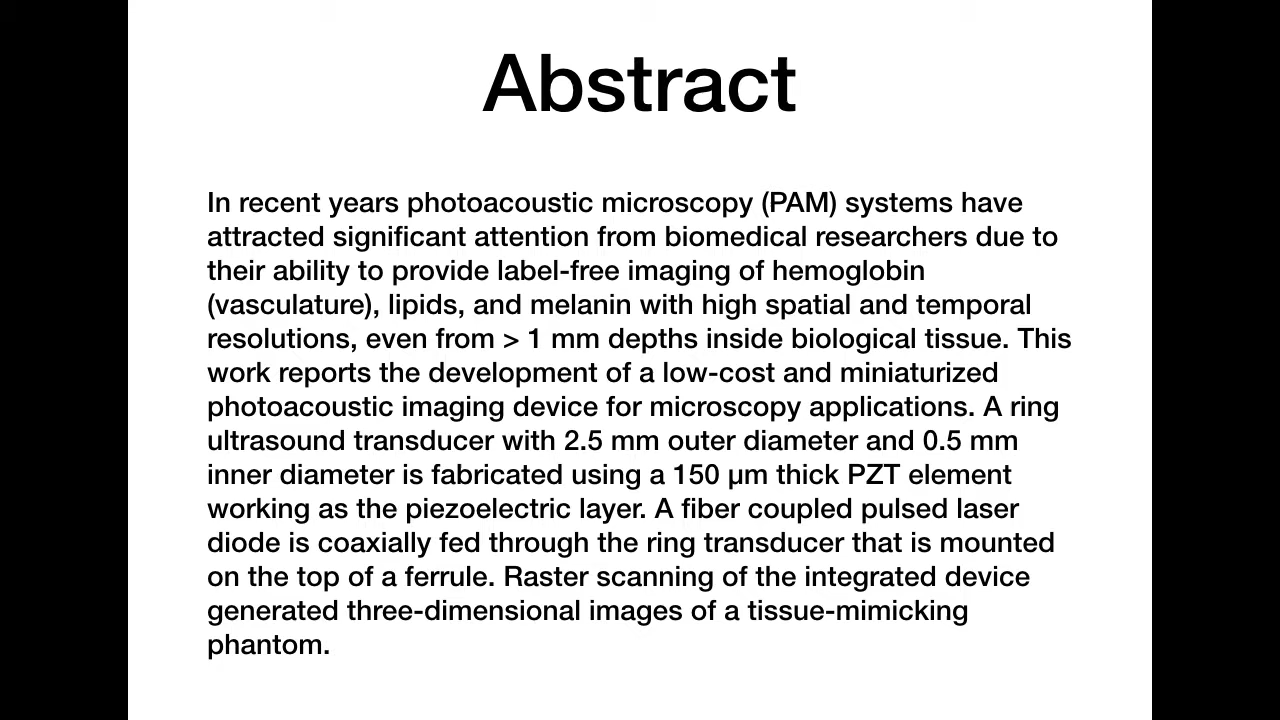 Abstract
In recent years photoacoustic microscopy (PAM) systems have
attracted significant attention from biomedical researchers due to
their ability to provide label-free imaging of hemoglobin
(vasculature), lipids, and melanin with high spatial and temporal
resolutions, even from > 1 mm depths inside biological tissue. This
work reports the development of a low-cost and miniaturized
photoacoustic imaging device for microscopy applications. A ring
ultrasound transducer with 2.5 mm outer diameter and 0.5 mm
inner diameter is fabricated using a 150 µm thick PZT element
working as the piezoelectric layer. A fiber coupled pulsed laser
diode is coaxially fed through the ring transducer that is mounted
on the top of a ferrule. Raster scanning of the integrated device
generated three-dimensional images of a tissue-mimicking
phantom.